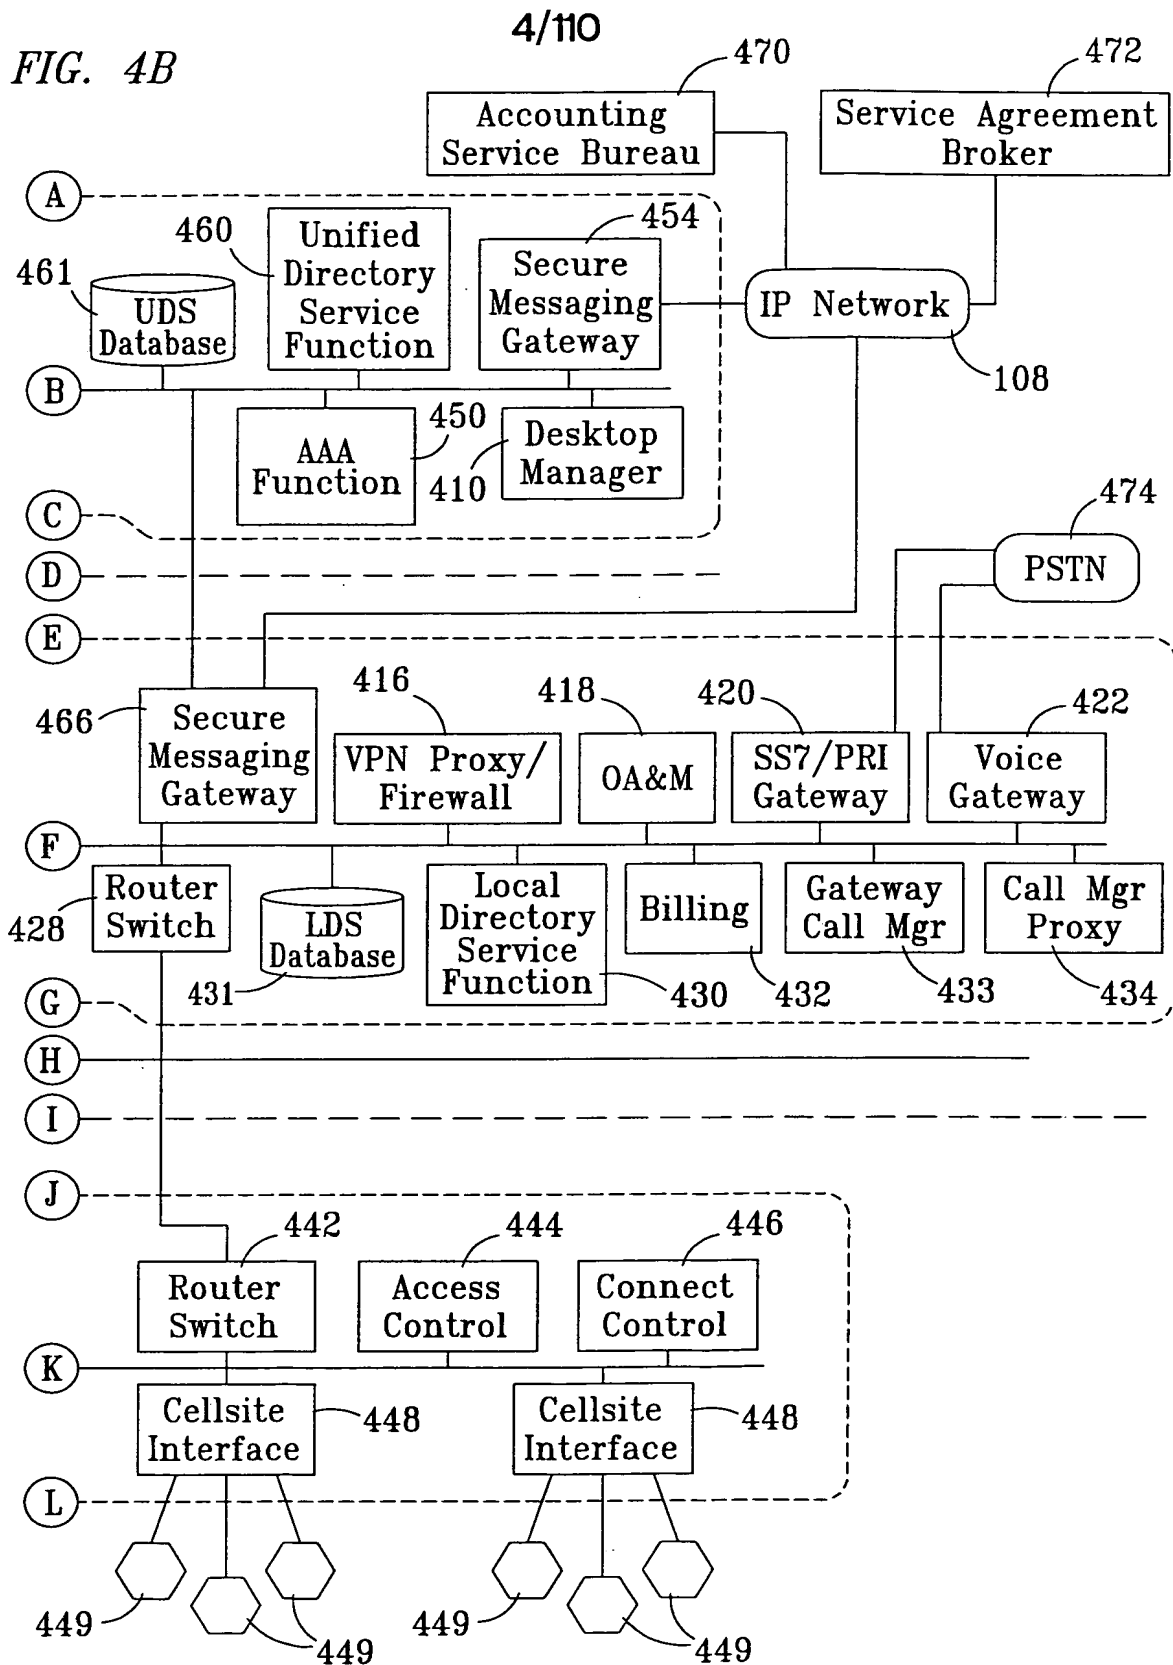 4/110
FIG. 4B
470
472
Accounting
Service Bureau
Service Agreement
Broker
A
460
454
461
Unified
Directory
Service
Function
Secure
Messaging
Gateway
IP Network
UDS
Database
108
B
450
AAA
Function
410
Desktop
Manager
474
C
PSTN
D
E
416
418
420
422
466
Secure
Messaging
Gateway
VPN Proxy/
Firewall
OA&M
SS7/PRI
Gateway
Voice
Gateway
F
Router
Switch
428
LDS
Database
431
Local
Directory
Service
Function
430
Billing
432
Gateway
Call Mgr
433
Call Mgr
Proxy
434
G
H
I
J
442
444
446
Router
Switch
Access
Control
Connect
Control
K
Cellsite
Interface
448
Cellsite
Interface
448
L
449
449
449
449
449
449